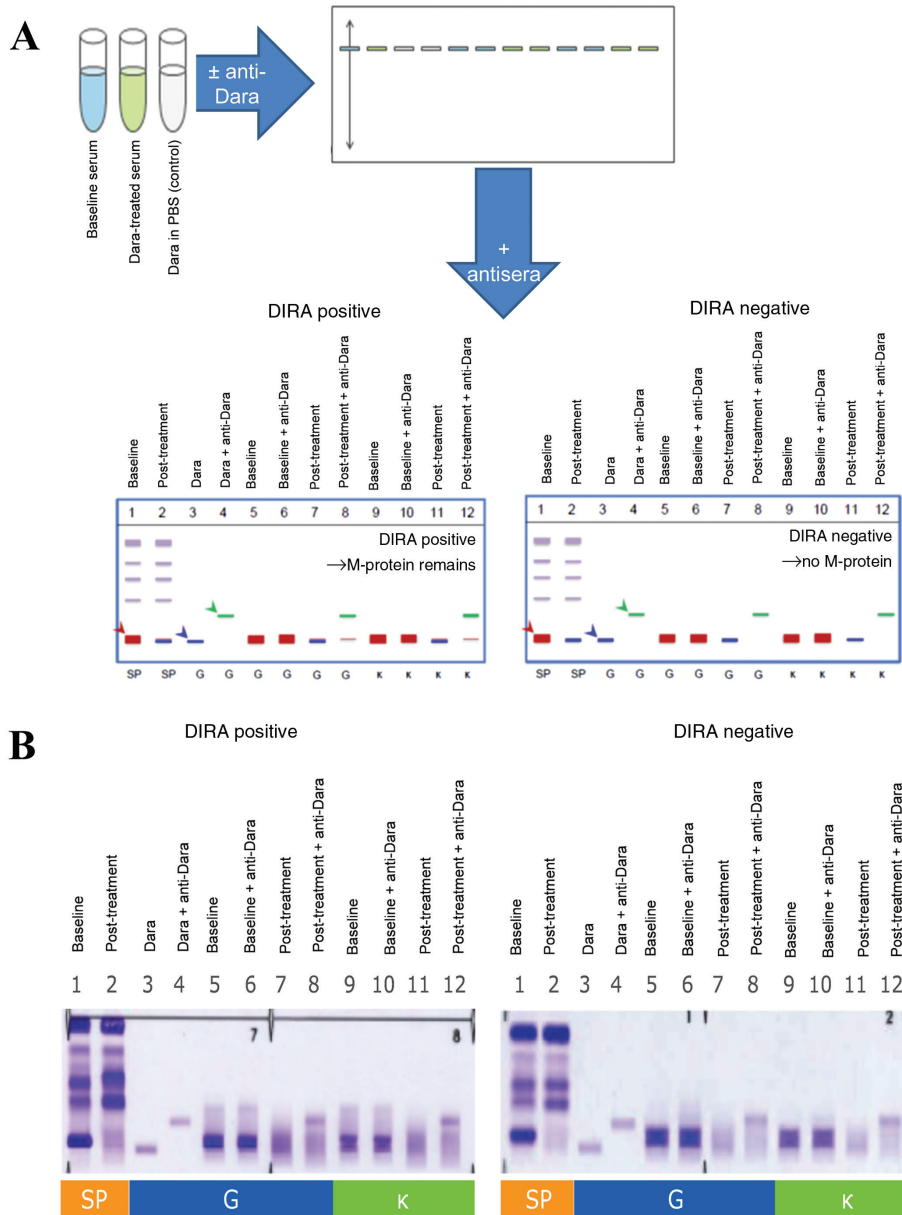 A
± anti-
Dara
Baseline serum
Dara-treated serum
Dara in PBS (control)
+
antisera
DIRA positive
Baseline
Post-treatment
Dara
Dara + anti-Dara
Baseline
Baseline + anti-Dara
Post-treatment
Post-treatment + anti-Dara
Baseline
Baseline + anti-Dara
Post-treatment
Post-treatment + anti-Dara
1 2 3 4 5 6 7 8 9 10 11 12
DIRA positive
→M-protein remains
SP SP G G G G G G κ κ κ κ
DIRA negative
Baseline
Post-treatment
Dara
Dara + anti-Dara
Baseline
Baseline + anti-Dara
Post-treatment
Post-treatment + anti-Dara
Baseline
Baseline + anti-Dara
Post-treatment
Post-treatment + anti-Dara
1 2 3 4 5 6 7 8 9 10 11 12
DIRA negative
→no M-protein
SP SP G G G G G G κ κ κ κ
B
DIRA positive
Baseline
Post-treatment
Dara
Dara + anti-Dara
Baseline
Baseline + anti-Dara
Post-treatment
Post-treatment + anti-Dara
Baseline
Baseline + anti-Dara
Post-treatment
Post-treatment + anti-Dara
1 2 3 4 5 6 7 8 9 10 11 12
7 8
SP G κ
DIRA negative
Baseline
Post-treatment
Dara
Dara + anti-Dara
Baseline
Baseline + anti-Dara
Post-treatment
Post-treatment + anti-Dara
Baseline
Baseline + anti-Dara
Post-treatment
Post-treatment + anti-Dara
1 2 3 4 5 6 7 8 9 10 11 12
1 2
SP G κ